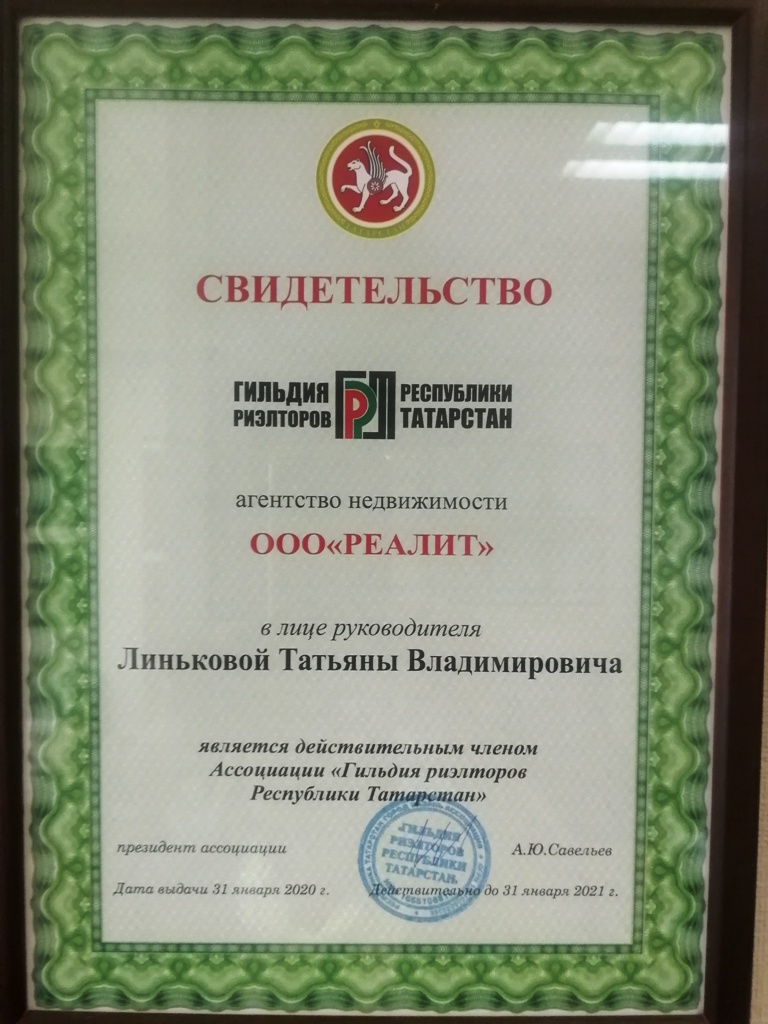 СВИДЕТЕЛЬСТВО
ГИЛЬДИЯ РЕСПУБЛИКИ
РИЭЛТОРОВ ТАТАРСТАН
агентство недвижимости
ООО«РЕАЛИТ»
в лице руководителя
Линьковой Татьяны Владимировича
является действительным членом
Ассоциации «Гильдия риэлторов
Республики Татарстан»
президент ассоциации А.Ю.Савельев
Дата выдачи 31 января 2020 г. Действительно до 31 января 2021 г.
ГИЛЬДИЯ
РИЭЛТОРОВ
РЕСПУБЛИКИ
ТАТАРСТАН